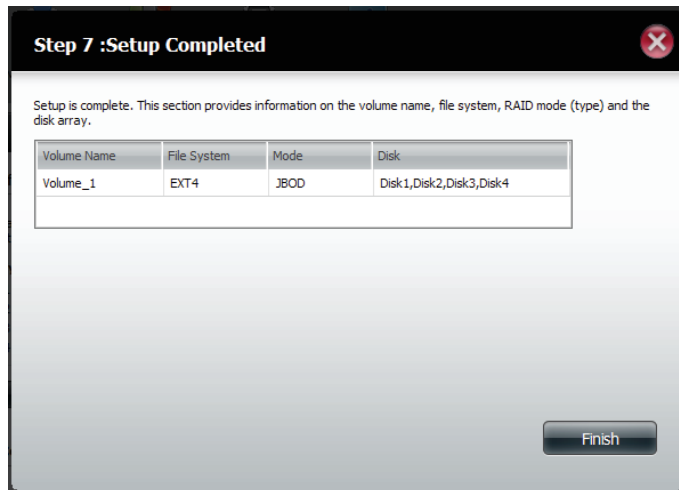 Step 7 :Setup Completed
Setup is complete. This section provides information on the volume name, file system, RAID mode (type) and the
disk array.
Volume Name File System Mode Disk
Volume_1 EXT4 JBOD Disk1,Disk2,Disk3,Disk4
Finish